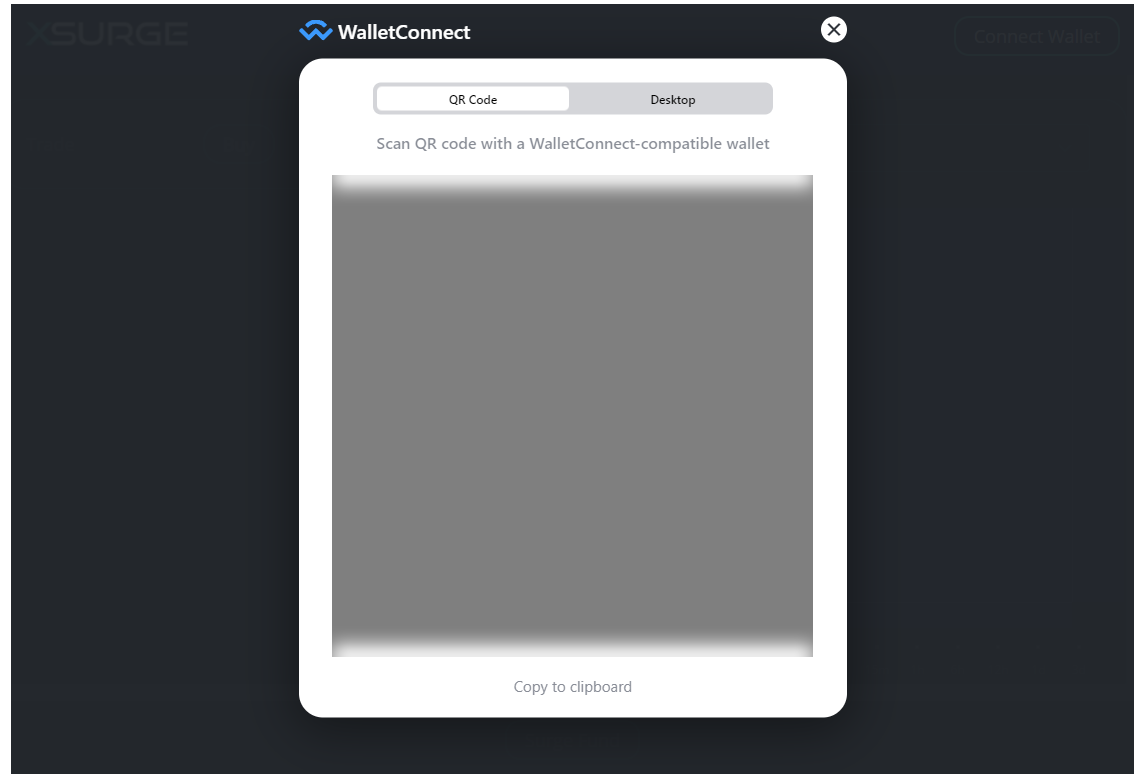 XSURGE
WalletConnect
Connect Wallet
QR Code
Desktop
Scan QR code with a WalletConnect-compatible wallet
Copy to clipboard